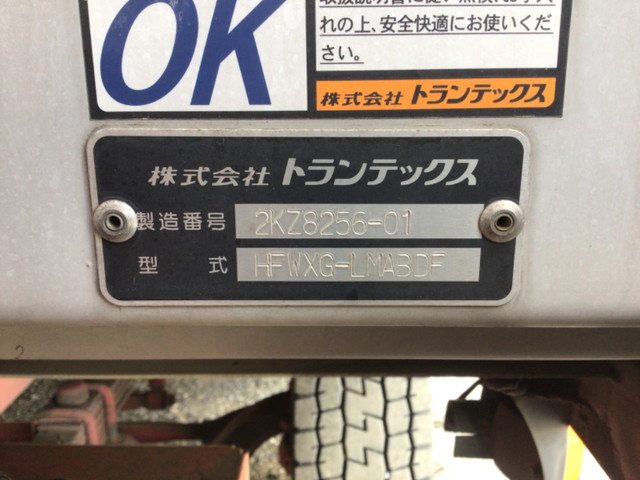 OK
れの上、安全快適にお使いくだ
さい。
株式会社 トランテックス
株式会社 トランテックス
製造番号 2KZ8256-01
型式 HFWXG-LMABDF
2